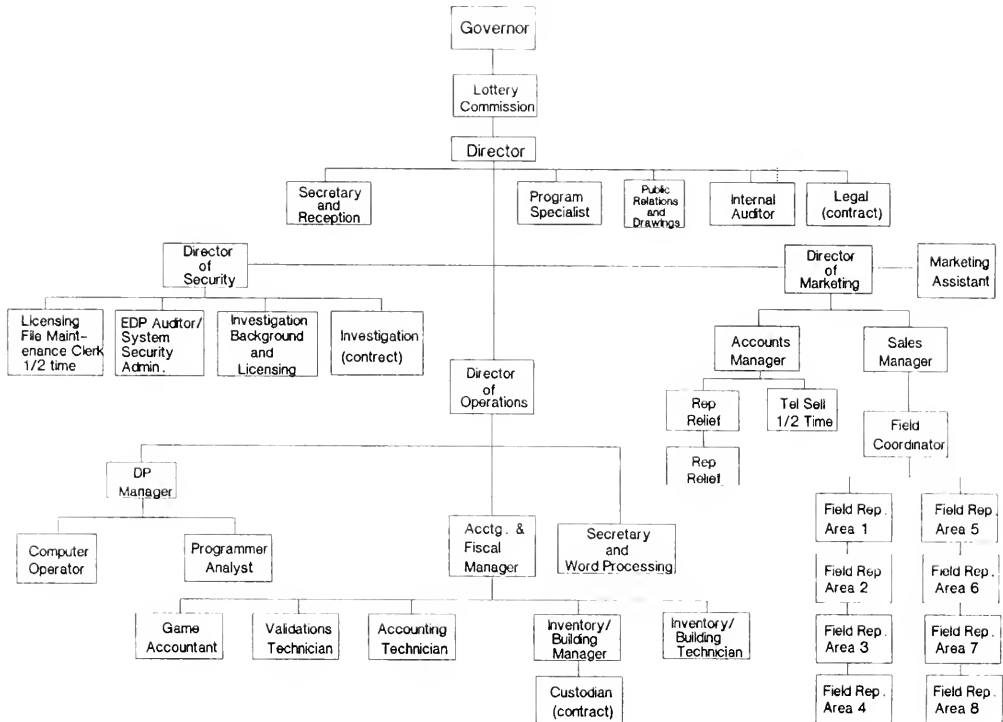 Governor
Lottery
Commission
Director
Secretary
and
Reception
Program
Specialist
Public
Relations
and
Drawings
Internal
Auditor
Legal
(contract)
Director
of
Security
Director
of
Marketing
Marketing
Assistant
Licensing
File Maint-
enance Clerk
1/2 time
EDP Auditor/
System
Security
Admin.
Investigation
Background
and
Licensing
Investigation
(contract)
Director
of
Operations
Accounts
Manager
Sales
Manager
Rep
Relief
Rep
Relief
Tel Sell
1/2 Time
Field
Coordinator
DP
Manager
Computer
Operator
Programmer
Analyst
Acctg. &
Fiscal
Manager
Secretary
and
Word Processing
Game
Accountant
Validations
Technician
Accounting
Technician
Inventory/
Building
Manager
Inventory/
Building
Technician
Custodian
(contract)
Field Rep.
Area 1
Field Rep
Area 2
Field Rep.
Area 3
Field Rep.
Area 4
Field Rep.
Area 5
Field Rep.
Area 6
Field Rep.
Area 7
Field Rep.
Area 8